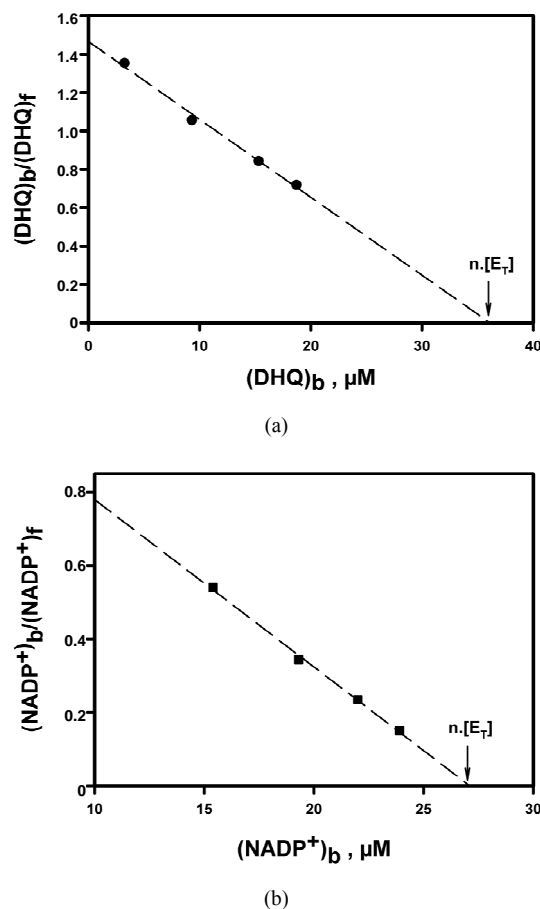 1.6
1.4
1.2
1.0
0.8
0.6
0.4
0.2
0
(DHQ)b/(DHQ)f
n.[ET]
0 10 20 30 40
(DHQ)b , µM
(a)
0.8
0.6
0.4
0.2
0
(NADP+)b/(NADP+)f
n.[ET]
10 15 20 25 30
(NADP+)b , µM
(b)